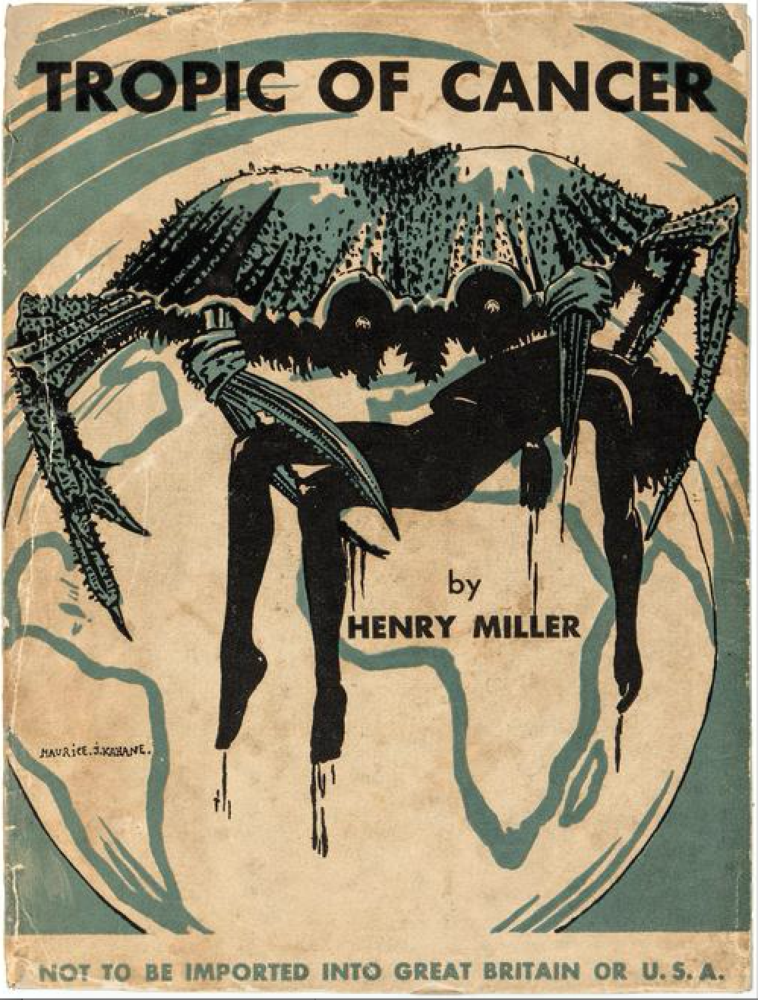 TROPIC OF CANCER
by
HENRY MILLER
MAURICE.J.KAHANE.
NOT TO BE IMPORTED INTO GREAT BRITAIN OR U.S.A.